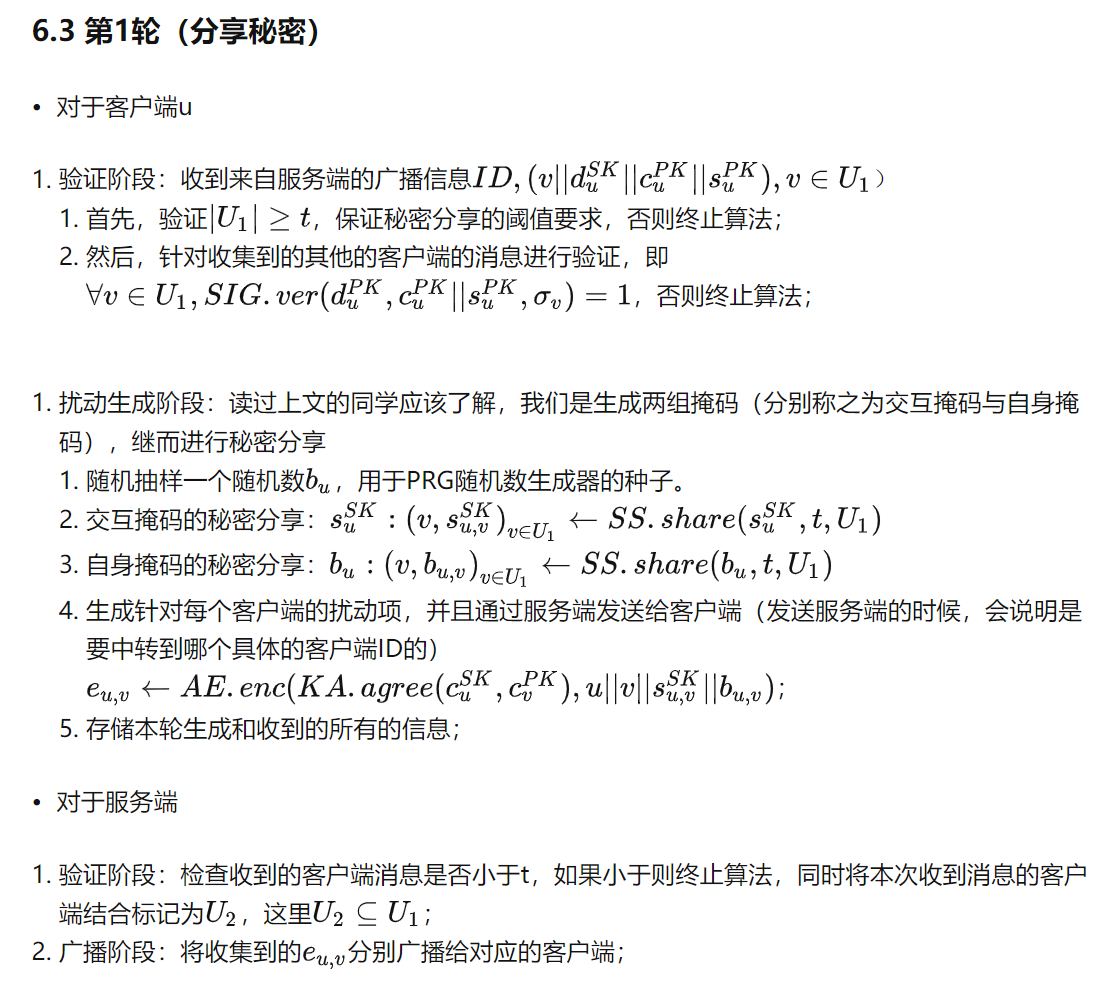 6.3 第1轮（分享秘密）
• 对于客户端u
1. 验证阶段：收到来自服务端的广播信息$ID, (v||d_u^{SK}||c_u^{PK}||s_u^{PK}), v \in U_1$）
1. 首先，验证$|U_1| \geq t$，保证秘密分享的阈值要求，否则终止算法；
2. 然后，针对收集到的其他的客户端的消息进行验证，即
$\forall v \in U_1, SIG.ver(d_u^{PK}, c_u^{PK}||s_u^{PK}, \sigma_v) = 1$，否则终止算法；
1. 扰动生成阶段：读过上文的同学应该了解，我们是生成两组掩码（分别称之为交互掩码与自身掩
码），继而进行秘密分享
1. 随机抽样一个随机数$b_u$，用于PRG随机数生成器的种子。
2. 交互掩码的秘密分享：$s_u^{SK} : (v, s_{u,v}^{SK})_{v \in U_1} \leftarrow SS.share(s_u^{SK}, t, U_1)$
3. 自身掩码的秘密分享：$b_u : (v, b_{u,v})_{v \in U_1} \leftarrow SS.share(b_u, t, U_1)$
4. 生成针对每个客户端的扰动项，并且通过服务端发送给客户端（发送服务端的时候，会说明是
要中转到哪个具体的客户端ID的）
$e_{u,v} \leftarrow AE.enc(KA.agree(c_u^{SK}, c_v^{PK}), u||v||s_{u,v}^{SK}||b_{u,v})$；
5. 存储本轮生成和收到的所有的信息；
• 对于服务端
1. 验证阶段：检查收到的客户端消息是否小于t，如果小于则终止算法，同时将本次收到消息的客户
端结合标记为$U_2$，这里$U_2 \subseteq U_1$；
2. 广播阶段：将收集到的$e_{u,v}$分别广播给对应的客户端；